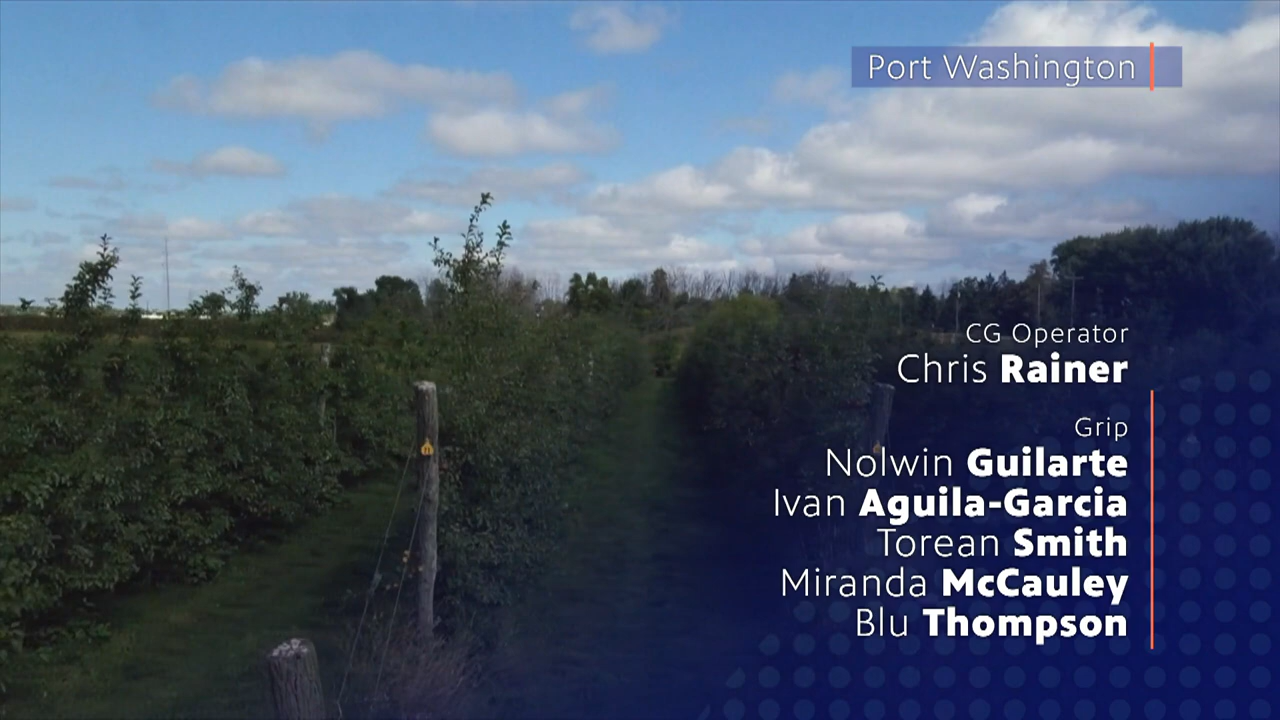 Port Washington
CG Operator
Chris Rainer
Grip
Nolwin Guilarte
Ivan Aguila-Garcia
Torean Smith
Miranda McCauley
Blu Thompson